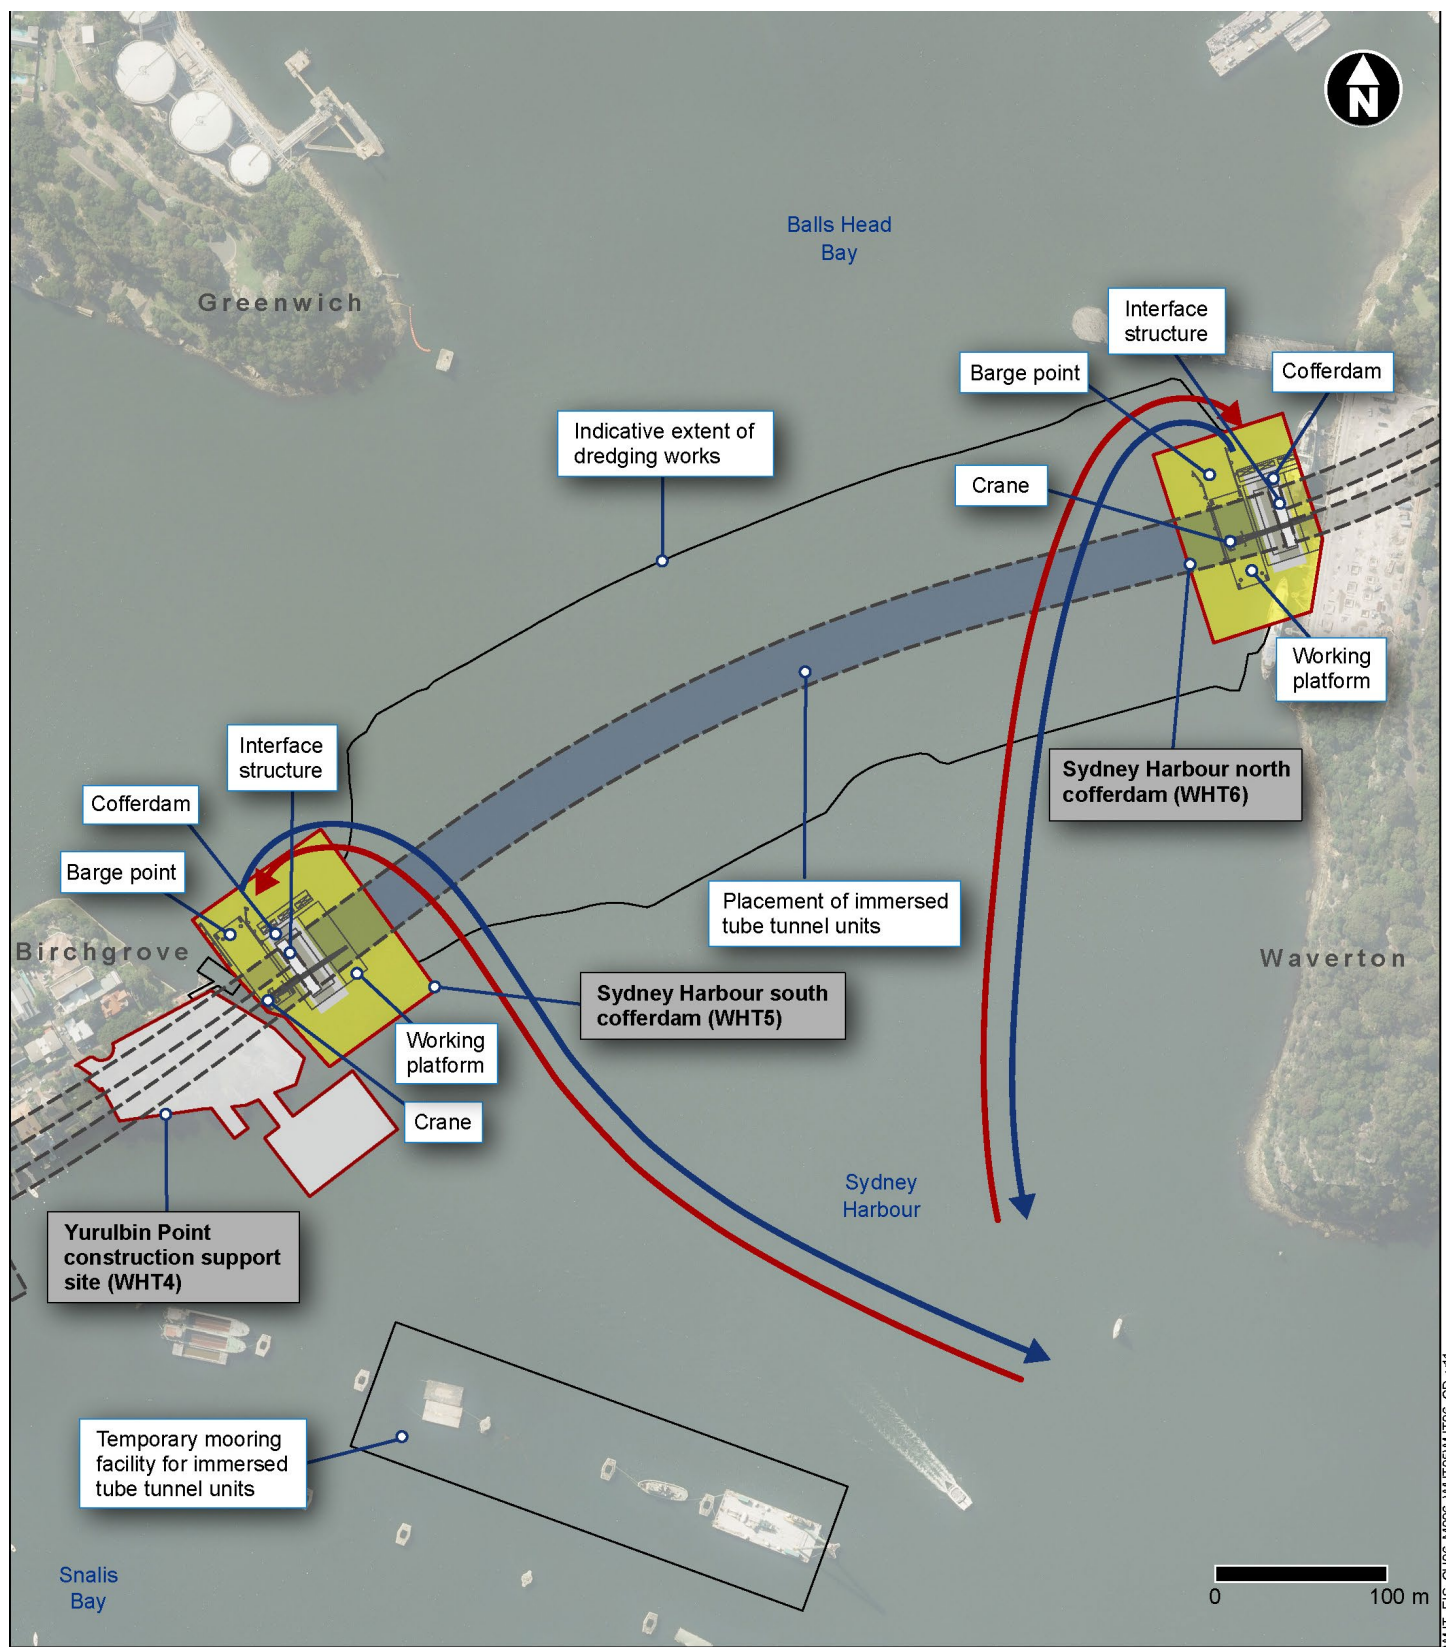 N
Balls Head
Bay
Greenwich
Interface
structure
Barge point
Cofferdam
Indicative extent of
dredging works
Crane
Working
platform
Interface
structure
Sydney Harbour north
cofferdam (WHT6)
Cofferdam
Barge point
Placement of immersed
tube tunnel units
Birchgrove
Waverton
Sydney Harbour south
cofferdam (WHT5)
Working
platform
Crane
Sydney
Harbour
Yurulbin Point
construction support
site (WHT4)
Temporary mooring
facility for immersed
tube tunnel units
Snalis
Bay
0
100 m